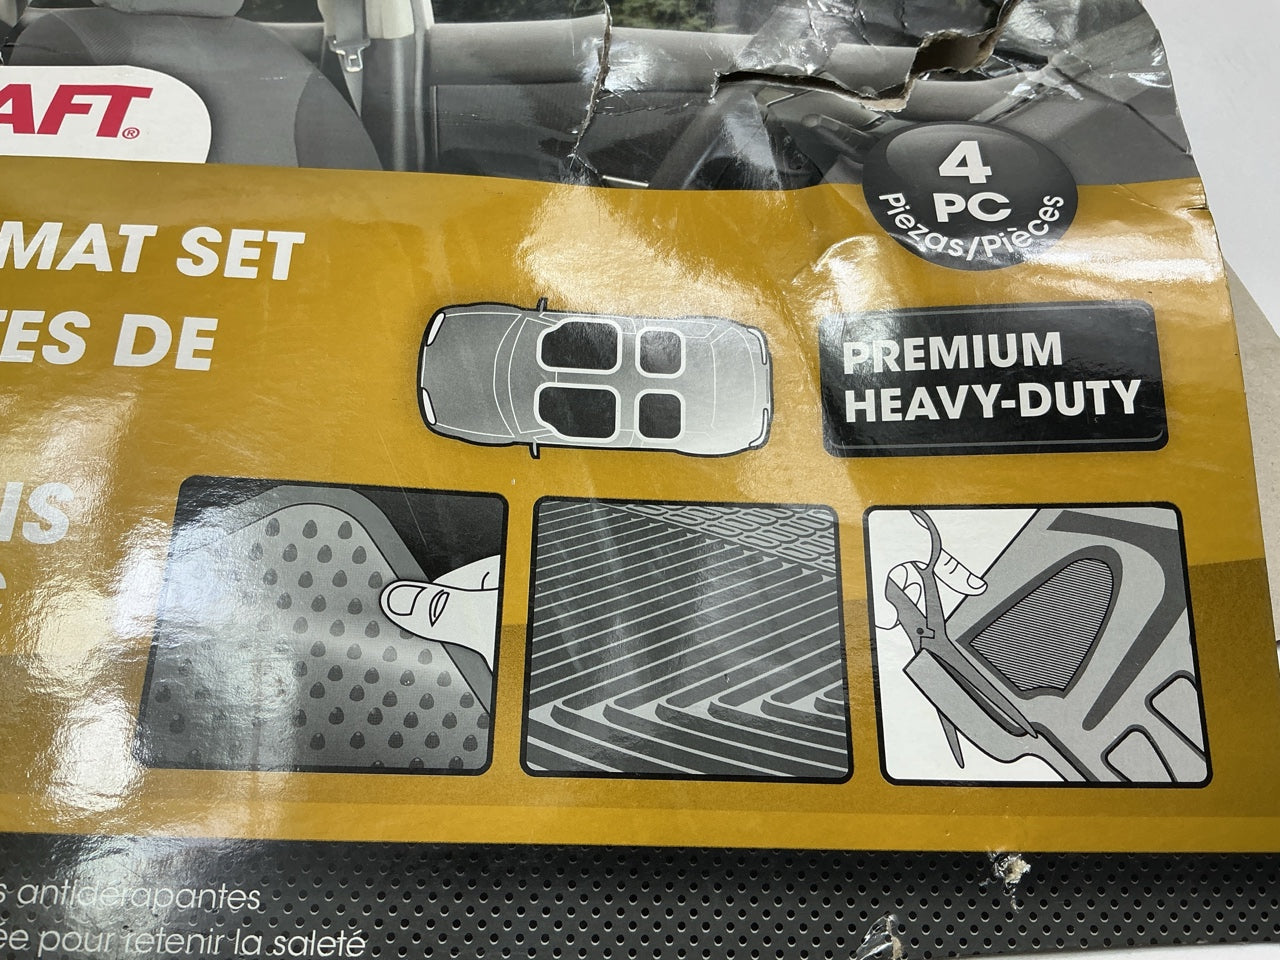 AFT®
4
PC
Piezas/Pièces
MAT SET
TES DE
PREMIUM
HEAVY-DUTY
IS
s antidérapantes
ée pour retenir la saleté